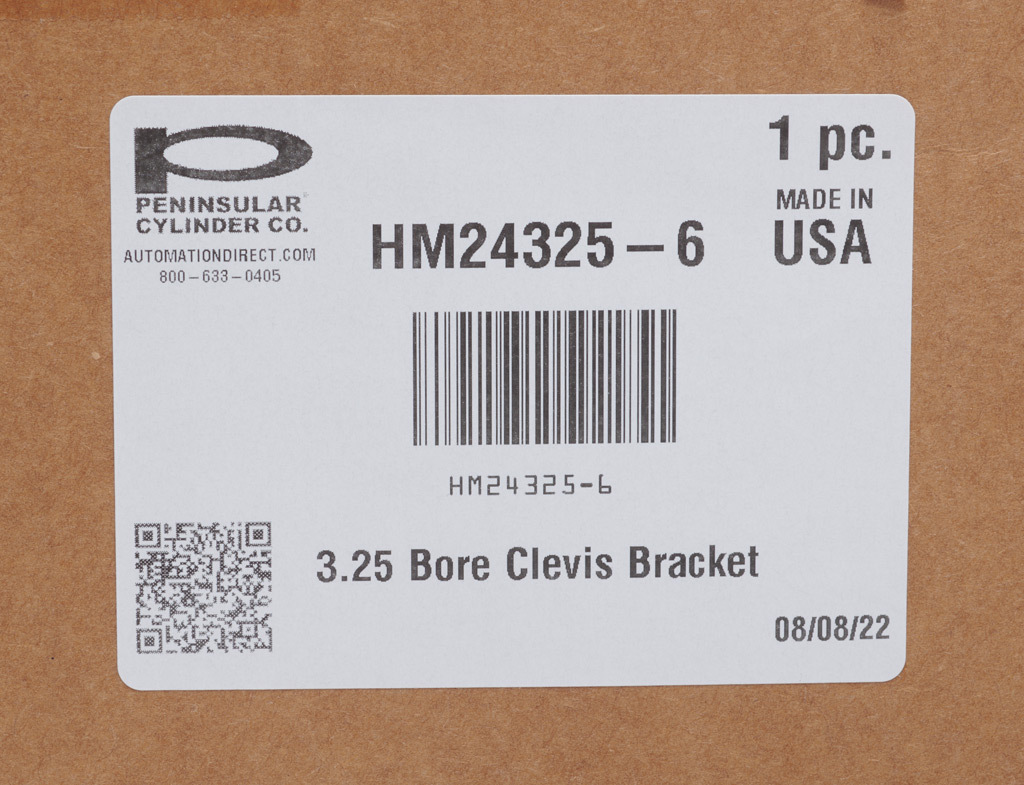 PENINSULAR
CYLINDER CO.
AUTOMATIONDIRECT.COM
800-633-0405
1 pc.
MADE IN
USA
HM24325-6
HM24325-6
3.25 Bore Clevis Bracket
08/08/22